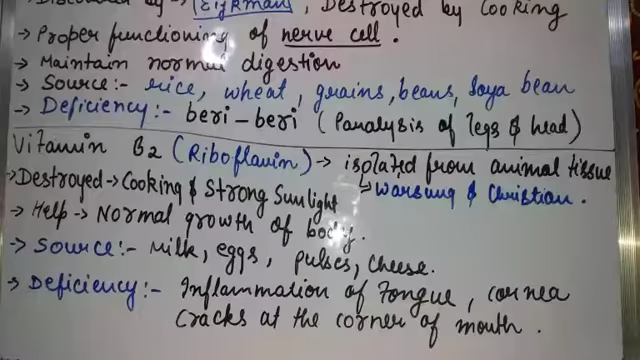 by → Eijkman, Destroyed by Cooking
→ Proper functioning of nerve cell.
→ Maintain normal digestion
→ Source:- rice, wheat, grains, beans, Soya bean
→ Deficiency:- beri-beri (Paralysis of legs & head)
Vitamin B2 (Riboflavin) → isolated from animal tissue
→ Destroyed → Cooking & Strong Sunlight ↳ Warsung & Christian.
→ Help → Normal growth of body.
→ Source:- Milk, eggs, pulses, Cheese.
→ Deficiency:- Inflammation of Tongue, cornea
Cracks at the corner of mouth.